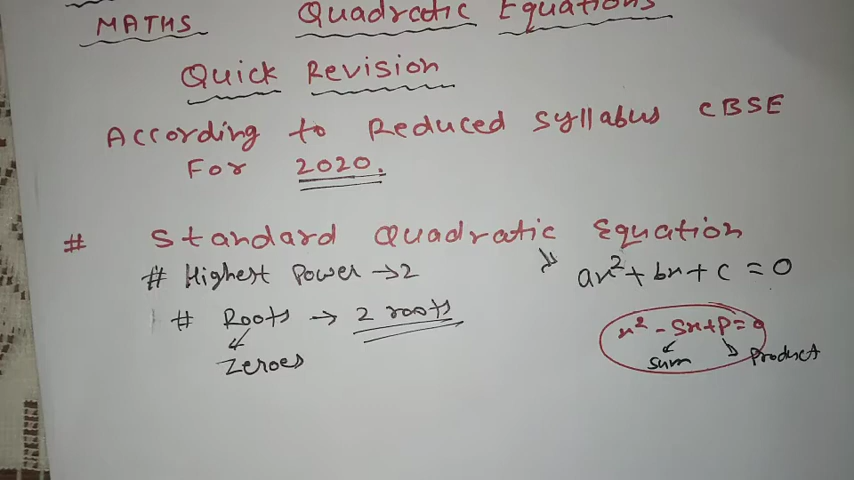 MATHS Quadratic Equations
Quick Revision
According to Reduced Syllabus CBSE
For 2020.
# Standard Quadratic Equation
# Highest Power → 2
ax² + bx + c = 0
# Roots → 2 roots
x² - Sx + P = 0
Zeroes
Sum
Product